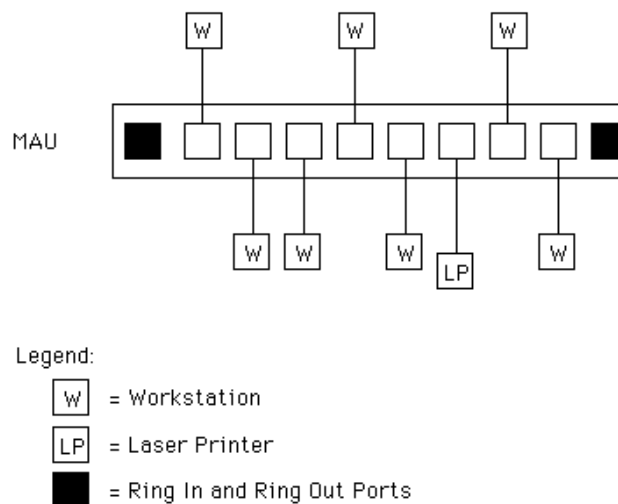 W W W
MAU
W W W W
LP
Legend:
W = Workstation
LP = Laser Printer
= Ring In and Ring Out Ports